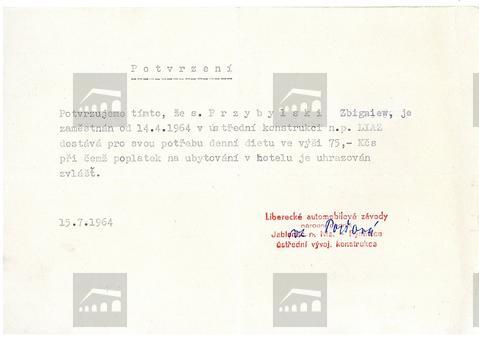 P o t v r z e n í
Potvrzujeme tímto, že s. P r z y b y l s k i Zbigniew, je
zaměstnán od 14.4.1964 v ústřední konstrukci n.p. LIAZ
dostává pro svou potřebu denní dietu ve výši 75,- Kčs
při čemž poplatek na ubytování v hotelu je uhrazován
zvlášť.
15.7.1964
Liberecké automobilové závody
Jablonec n. Nis.
ústřední vývoj. konstrukce